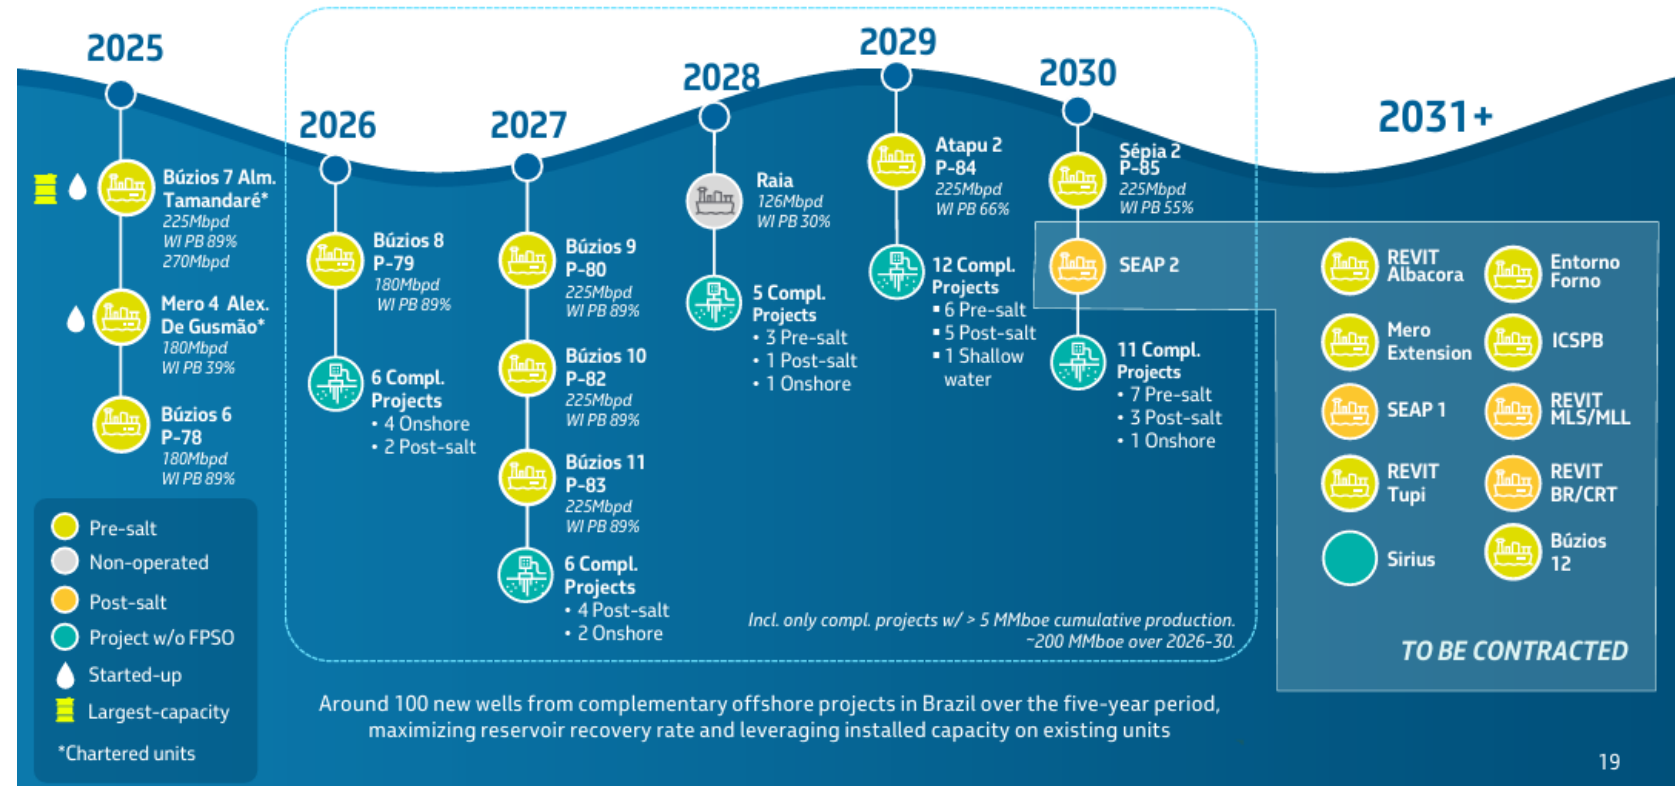 2025
Búzios 7 Alm.
Tamandaré*
225Mbpd
WI PB 89%
270Mbpd
Mero 4 Alex.
De Gusmão*
180Mbpd
WI PB 39%
Búzios 6
P-78
180Mbpd
WI PB 89%
2026
Búzios 8
P-79
180Mbpd
WI PB 89%
6 Compl.
Projects
• 4 Onshore
• 2 Post-salt
2027
Búzios 9
P-80
225Mbpd
WI PB 89%
Búzios 10
P-82
225Mbpd
WI PB 89%
Búzios 11
P-83
225Mbpd
WI PB 89%
6 Compl.
Projects
• 4 Post-salt
• 2 Onshore
2028
Raia
126Mbpd
WI PB 30%
5 Compl.
Projects
• 3 Pre-salt
• 1 Post-salt
• 1 Onshore
2029
Atapu 2
P-84
225Mbpd
WI PB 66%
12 Compl.
Projects
▪ 6 Pre-salt
▪ 5 Post-salt
▪ 1 Shallow
water
2030
Sépia 2
P-85
225Mbpd
WI PB 55%
SEAP 2
11 Compl.
Projects
• 7 Pre-salt
• 3 Post-salt
• 1 Onshore
2031+
REVIT
Albacora
Mero
Extension
SEAP 1
REVIT
Tupi
Sirius
Entorno
Forno
ICSPB
REVIT
MLS/MLL
REVIT
BR/CRT
Búzios
12
TO BE CONTRACTED
Incl. only compl. projects w/ > 5 MMboe cumulative production.
~200 MMboe over 2026-30.
Pre-salt
Non-operated
Post-salt
Project w/o FPSO
Started-up
Largest-capacity
*Chartered units
Around 100 new wells from complementary offshore projects in Brazil over the five-year period,
maximizing reservoir recovery rate and leveraging installed capacity on existing units
19